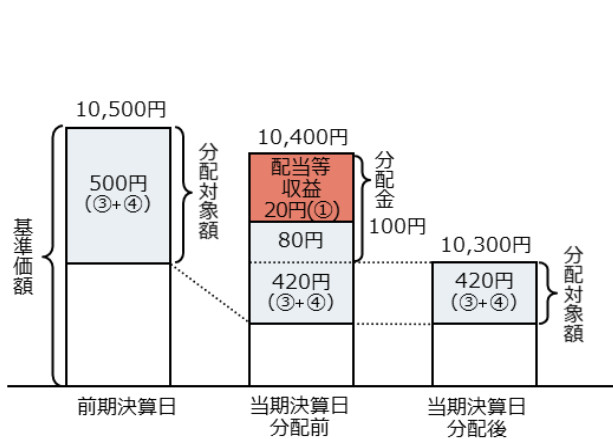 基準価額
10,500円
500円
(③+④)
分配対象額
前期決算日
10,400円
配当等
収益
20円(①)
80円
420円
(③+④)
分配金
100円
当期決算日
分配前
10,300円
420円
(③+④)
分配対象額
当期決算日
分配後